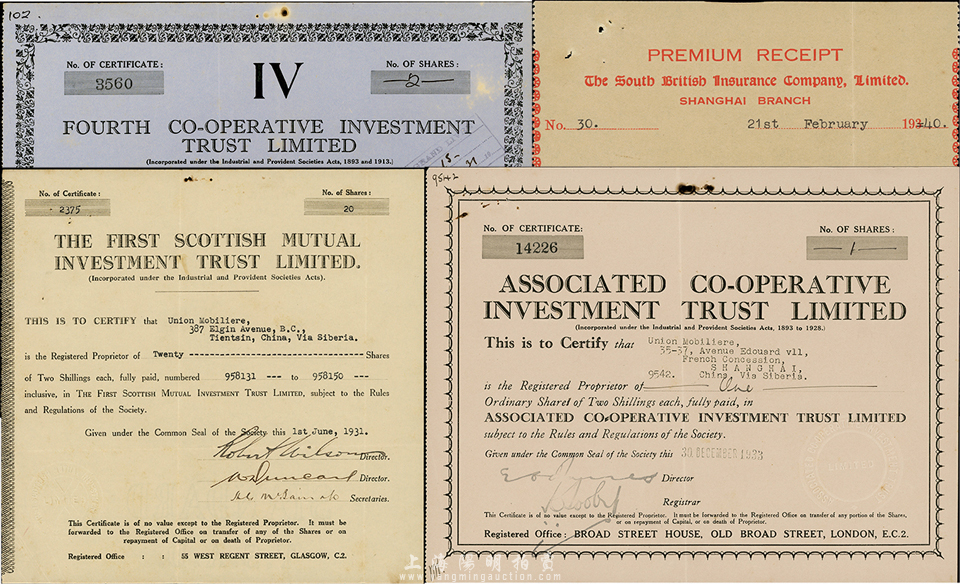 102
No. OF CERTIFICATE:
3560
IV
No. OF SHARES:
2
FOURTH CO-OPERATIVE INVESTMENT
TRUST LIMITED
(Incorporated under the Industrial and Provident Societies Acts, 1893 and 1913.)
PREMIUM RECEIPT
The South British Insurance Company, Limited.
SHANGHAI BRANCH
No. 30.
21st February 1940.
No. of Certificate:
2375
No. of Shares:
20
THE FIRST SCOTTISH MUTUAL
INVESTMENT TRUST LIMITED.
(Incorporated under the Industrial and Provident Societies Acts).
THIS IS TO CERTIFY that Union Mobiliere,
387 Elgin Avenue, B.C.,
Tientsin, China, Via Siberia.
is the Registered Proprietor of Twenty Shares
of Two Shillings each, fully paid, numbered 958131 --- to 958150 ---
inclusive, in THE FIRST SCOTTISH MUTUAL INVESTMENT TRUST LIMITED, subject to the Rules
and Regulations of the Society.
Given under the Common Seal of the Society this 1st June, 1931.
Robert Wilson Director.
Director.
Secretaries.
This Certificate is of no value except to the Registered Proprietor. It must be
forwarded to the Registered Office on transfer of any of the Shares or on
repayment of Capital or on death of Proprietor.
Registered Office : : 55 WEST REGENT STREET, GLASGOW, C.2.
9542
No. OF CERTIFICATE:
14226
No. OF SHARES:
1
ASSOCIATED CO-OPERATIVE
INVESTMENT TRUST LIMITED
(Incorporated under the Industrial and Provident Societies Acts, 1893 to 1928.)
This is to Certify that Union Mobiliere,
35-37, Avenue Edouard vll,
French Concession,
SHANGHAI,
9542. China, Via Siberia.
is the Registered Proprietor of One
Ordinary Share of Two Shillings each, fully paid, in
ASSOCIATED CO-OPERATIVE INVESTMENT TRUST LIMITED
subject to the Rules and Regulations of the Society.
Given under the Common Seal of the Society this 30 DECEMBER 1933
Director
Registrar
This Certificate is of no value except to the Registered Proprietor. It must be forwarded to the Registered Office on transfer of any portion of the Shares,
or on repayment of Capital, or on death of Proprietor.
Registered Office: BROAD STREET HOUSE, OLD BROAD STREET, LONDON, E.C.2.
LIMITED
上海陽明拍賣
www.yangmingauction.com